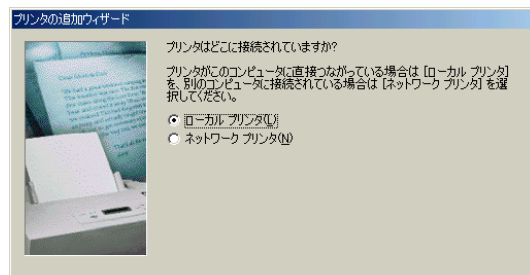 プリンタの追加ウィザード
プリンタはどこに接続されていますか?
プリンタがこのコンピュータに直接つながっている場合は [ローカル プリンタ]
を、別のコンピュータに接続されている場合は [ネットワーク プリンタ] を選
択してください。
ローカル プリンタ(L)
ネットワーク プリンタ(N)